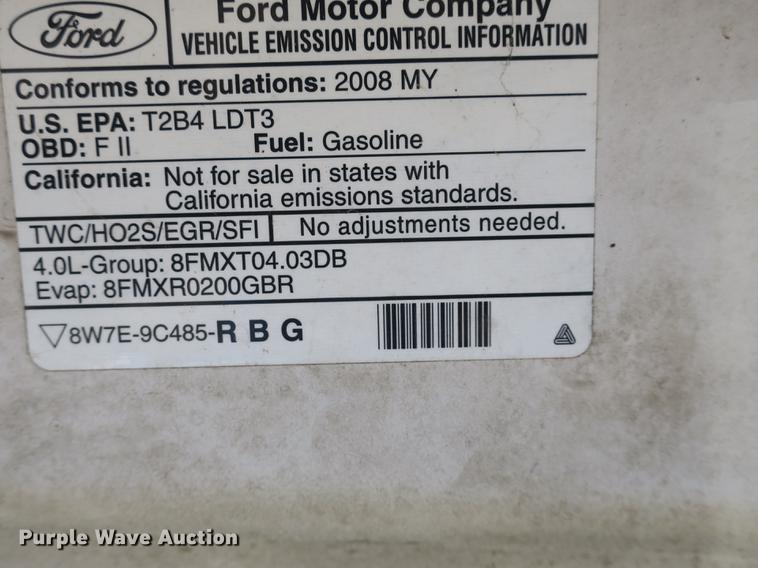 Ford
Ford Motor Company
VEHICLE EMISSION CONTROL INFORMATION
Conforms to regulations: 2008 MY
U.S. EPA: T2B4 LDT3
OBD: F II Fuel: Gasoline
California: Not for sale in states with
California emissions standards.
TWC/HO2S/EGR/SFI No adjustments needed.
4.0L-Group: 8FMXT04.03DB
Evap: 8FMXR0200GBR
8W7E-9C485-R B G
Purple Wave Auction